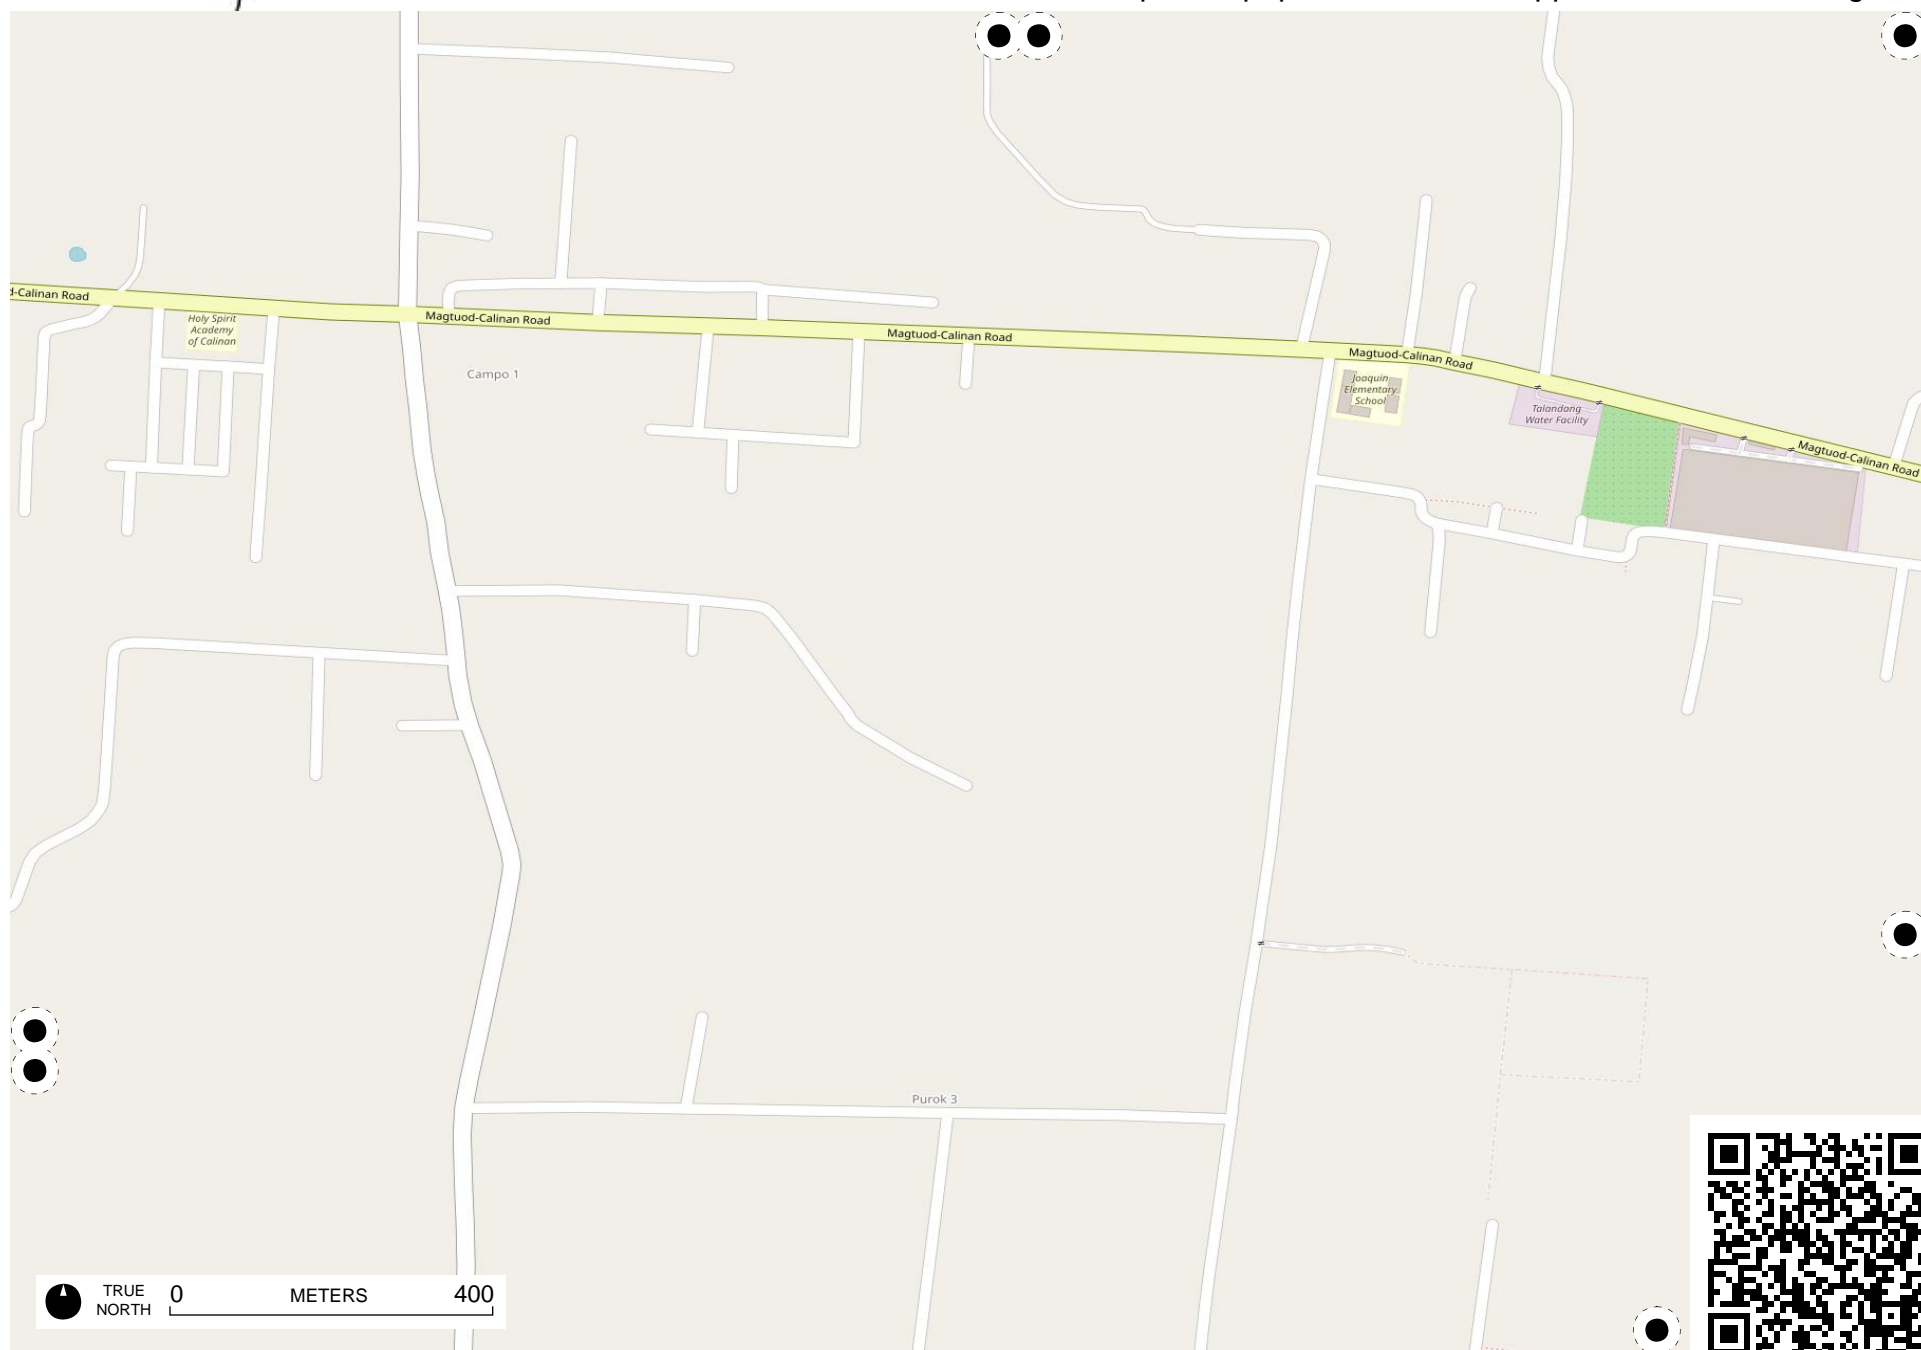 d-Calinan Road
Holy Spirit
Academy
of Calinan
Magtuod-Calinan Road
Magtuod-Calinan Road
Magtuod-Calinan Road
Campo 1
Joaquin
Elementary
School
Talandang
Water Facility
Magtuod-Calinan Road
Purok 3
TRUE
NORTH
0 METERS 400